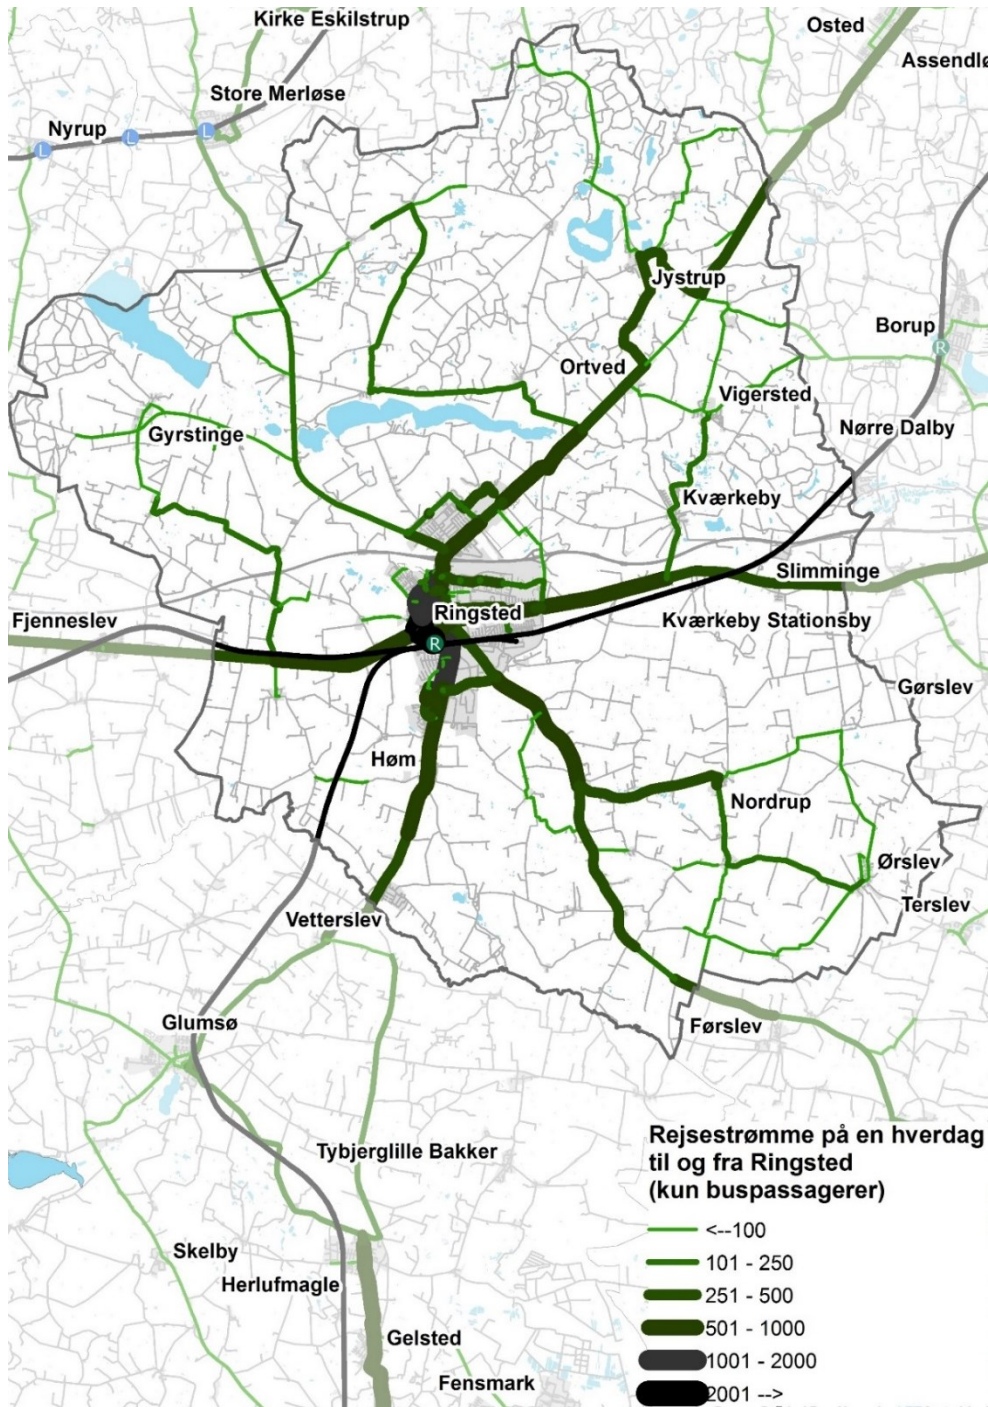 Kirke Eskilstrup
Osted
Assendlø
Store Merløse
Nyrup
L
L
L
Jystrup
Borup
R
Ortved
Vigersted
Gyrstinge
Nørre Dalby
Kværkeby
Slimminge
Ringsted
Fjenneslev
Kværkeby Stationsby
R
Gørslev
Høm
Nordrup
Ørslev
Terslev
Vetterslev
Glumsø
Førslev
Tybjerglille Bakker
Skelby
Herlufmagle
Gelsted
Fensmark
Rejsestrømme på en hverdag
til og fra Ringsted
(kun buspassagerer)
<--100
101 - 250
251 - 500
501 - 1000
1001 - 2000
2001 -->